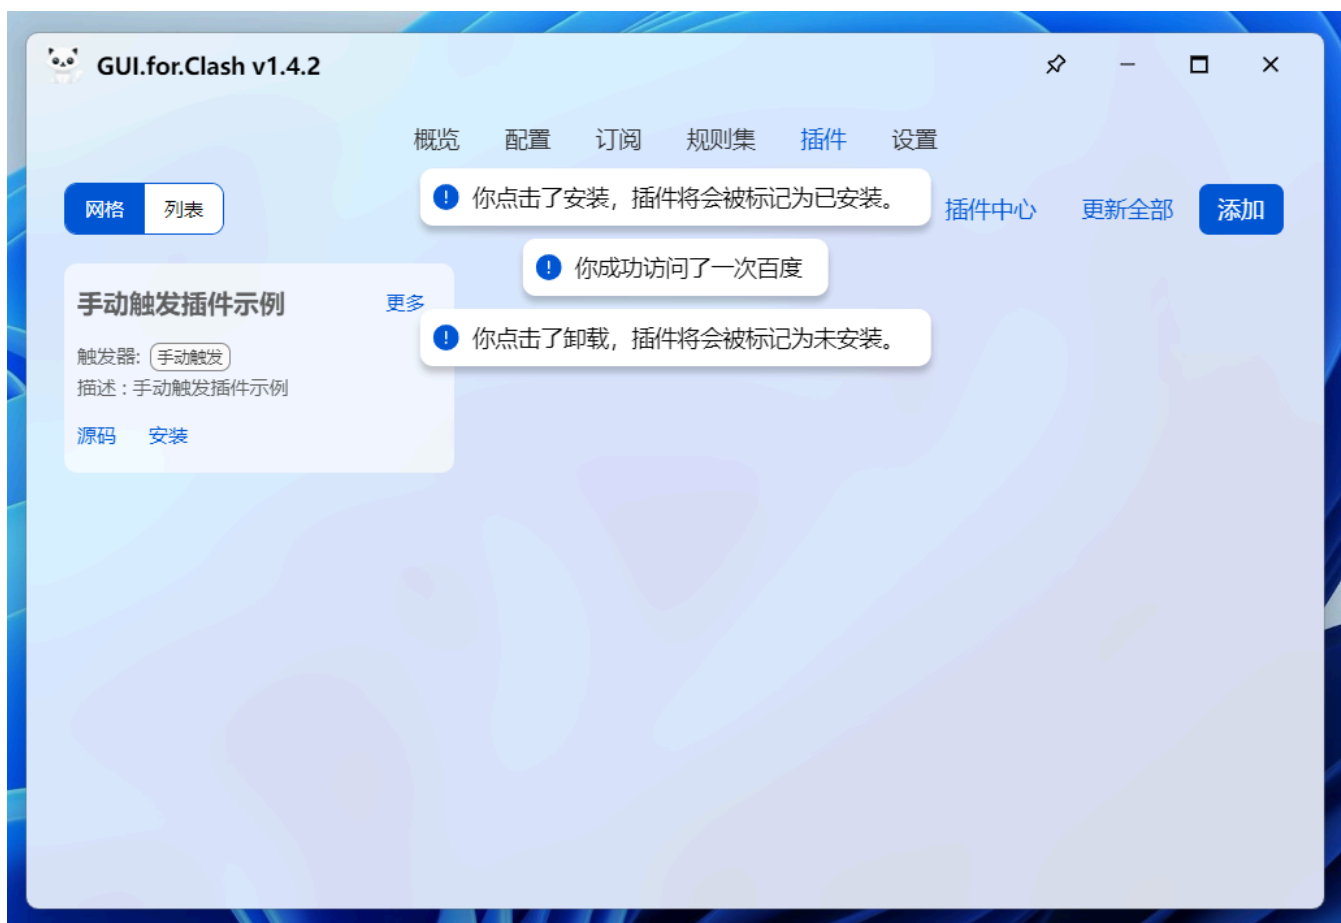 GUI.for.Clash v1.4.2
概览 配置 订阅 规则集 插件 设置
网格 列表
你点击了安装，插件将会被标记为已安装。
插件中心 更新全部 添加
你成功访问了一次百度
手动触发插件示例 更多
你点击了卸载，插件将会被标记为未安装。
触发器: 手动触发
描述 : 手动触发插件示例
源码 安装